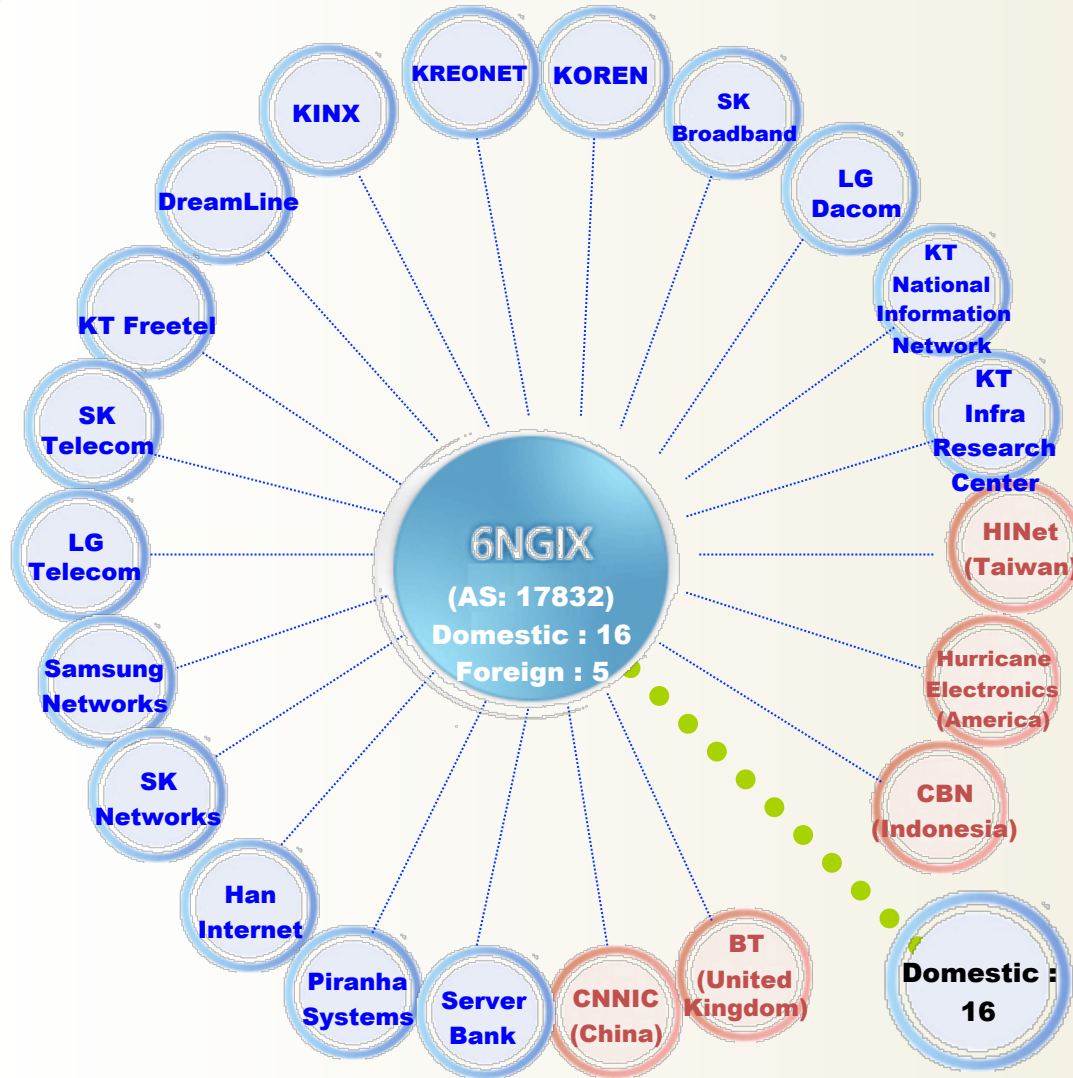 KREONET
KOREN
KINX
SK
Broadband
DreamLine
LG
Dacom
KT
National
Information
Network
KT Freetel
KT
Infra
Research
Center
SK
Telecom
HINet
(Taiwan)
LG
Telecom
6NGIX
(AS: 17832)
Domestic : 16
Foreign : 5
Samsung
Networks
Hurricane
Electronics
(America)
SK
Networks
CBN
(Indonesia)
Han
Internet
Piranha
Systems
Server
Bank
CNNIC
(China)
BT
(United
Kingdom)
Domestic :
16